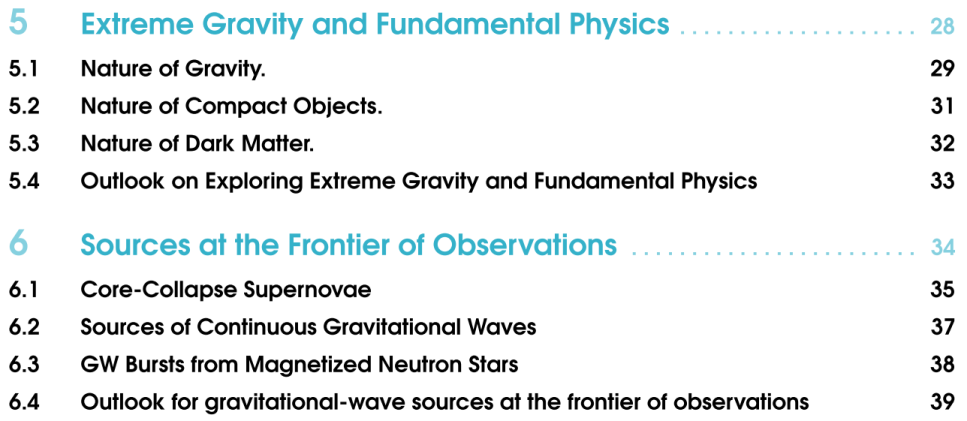 5 Extreme Gravity and Fundamental Physics . . . . . . . . . . . . . . . . . . . . 28
5.1 Nature of Gravity. 29
5.2 Nature of Compact Objects. 31
5.3 Nature of Dark Matter. 32
5.4 Outlook on Exploring Extreme Gravity and Fundamental Physics 33
6 Sources at the Frontier of Observations . . . . . . . . . . . . . . . . . . . . . . . . 34
6.1 Core-Collapse Supernovae 35
6.2 Sources of Continuous Gravitational Waves 37
6.3 GW Bursts from Magnetized Neutron Stars 38
6.4 Outlook for gravitational-wave sources at the frontier of observations 39